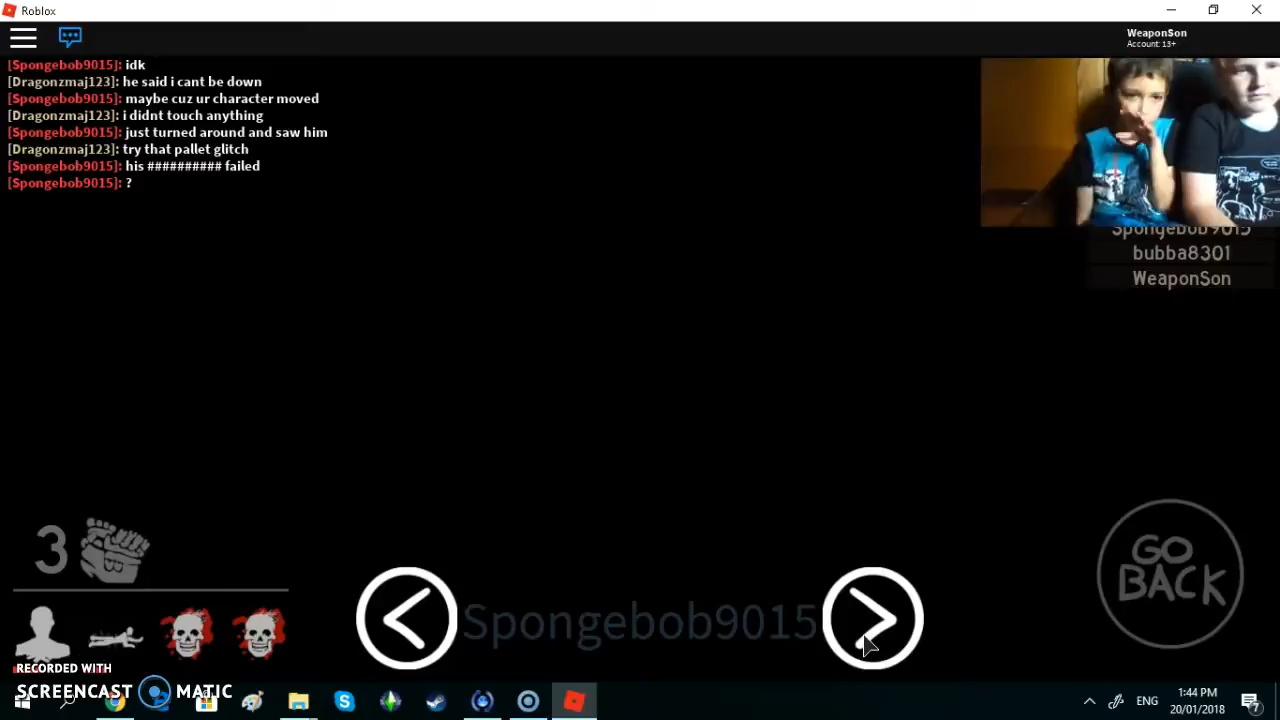 Roblox
WeaponSon
Account: 13+
[Spongebob9015]: idk
[Dragonzmaj123]: he said i cant be down
[Spongebob9015]: maybe cuz ur character moved
[Dragonzmaj123]: i didnt touch anything
[Spongebob9015]: just turned around and saw him
[Dragonzmaj123]: try that pallet glitch
[Spongebob9015]: his ########## failed
[Spongebob9015]: ?
Spongebob9015
bubba8301
WeaponSon
3
GO BACK
Spongebob9015
RECORDED WITH
SCREENCAST MATIC
ENG
1:44 PM
20/01/2018
7